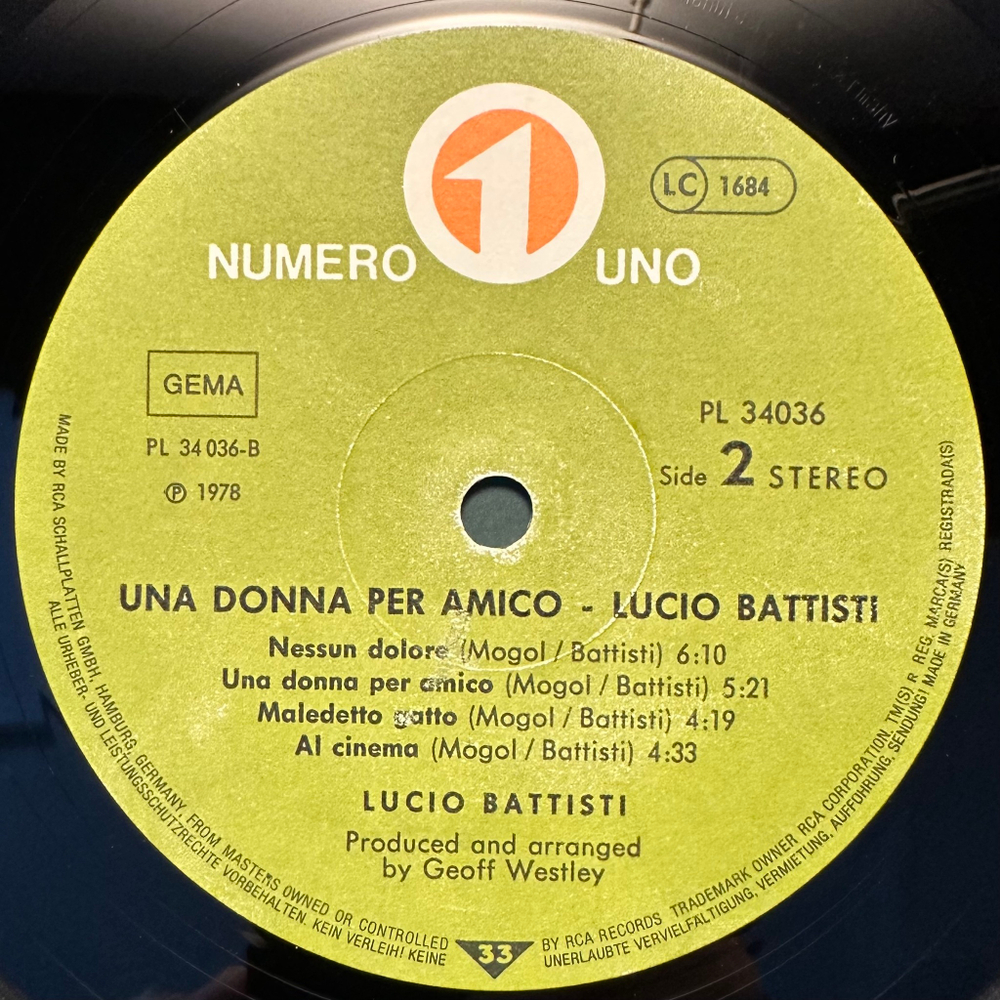 1
LC 1684
NUMERO UNO
GEMA
PL 34 036-B
℗ 1978
PL 34036
Side 2 STEREO
UNA DONNA PER AMICO - LUCIO BATTISTI
Nessun dolore (Mogol / Battisti) 6:10
Una donna per amico (Mogol / Battisti) 5:21
Maledetto gatto (Mogol / Battisti) 4:19
Al cinema (Mogol / Battisti) 4:33
LUCIO BATTISTI
Produced and arranged
by Geoff Westley
MADE BY RCA SCHALLPLATTEN GMBH, HAMBURG, GERMANY, FROM MASTERS OWNED OR CONTROLLED BY RCA RECORDS TRADEMARK OWNER RCA CORPORATION. TM(S) R REG. MARCA(S) REGISTRADA(S)
ALLE URHEBER- UND LEISTUNGSSCHUTZRECHTE VORBEHALTEN. KEIN VERLEIH! KEINE UNERLAUBTE VERVIELFÄLTIGUNG, VERMIETUNG, AUFFÜHRUNG, SENDUNG! MADE IN GERMANY
33